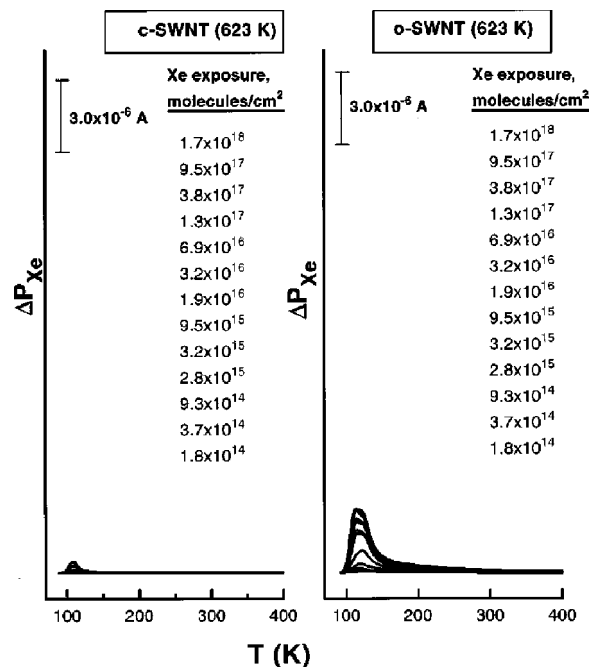 c-SWNT (623 K)
Xe exposure,
molecules/cm²
3.0x10⁻⁶ A
1.7x10¹⁸
9.5x10¹⁷
3.8x10¹⁷
1.3x10¹⁷
6.9x10¹⁶
3.2x10¹⁶
1.9x10¹⁶
9.5x10¹⁵
3.2x10¹⁵
2.8x10¹⁵
9.3x10¹⁴
3.7x10¹⁴
1.8x10¹⁴
ΔP_Xe
100 200 300 400
o-SWNT (623 K)
Xe exposure,
molecules/cm²
3.0x10⁻⁶ A
1.7x10¹⁸
9.5x10¹⁷
3.8x10¹⁷
1.3x10¹⁷
6.9x10¹⁶
3.2x10¹⁶
1.9x10¹⁶
9.5x10¹⁵
3.2x10¹⁵
2.8x10¹⁵
9.3x10¹⁴
3.7x10¹⁴
1.8x10¹⁴
ΔP_Xe
100 200 300 400
T (K)